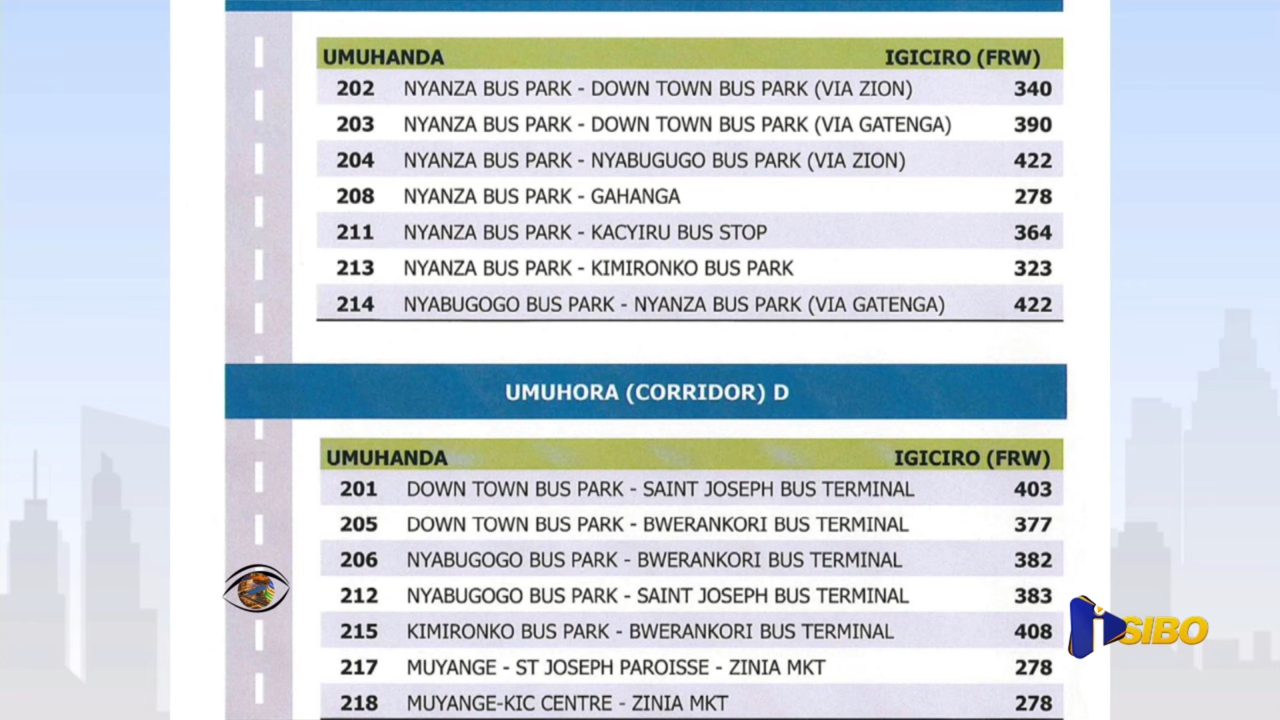 UMUHANDA IGICIRO (FRW)
202 NYANZA BUS PARK - DOWN TOWN BUS PARK (VIA ZION) 340
203 NYANZA BUS PARK - DOWN TOWN BUS PARK (VIA GATENGA) 390
204 NYANZA BUS PARK - NYABUGUGO BUS PARK (VIA ZION) 422
208 NYANZA BUS PARK - GAHANGA 278
211 NYANZA BUS PARK - KACYIRU BUS STOP 364
213 NYANZA BUS PARK - KIMIRONKO BUS PARK 323
214 NYABUGOGO BUS PARK - NYANZA BUS PARK (VIA GATENGA) 422
UMUHORA (CORRIDOR) D
UMUHANDA IGICIRO (FRW)
201 DOWN TOWN BUS PARK - SAINT JOSEPH BUS TERMINAL 403
205 DOWN TOWN BUS PARK - BWERANKORI BUS TERMINAL 377
206 NYABUGOGO BUS PARK - BWERANKORI BUS TERMINAL 382
212 NYABUGOGO BUS PARK - SAINT JOSEPH BUS TERMINAL 383
215 KIMIRONKO BUS PARK - BWERANKORI BUS TERMINAL 408
217 MUYANGE - ST JOSEPH PAROISSE - ZINIA MKT 278
218 MUYANGE-KIC CENTRE - ZINIA MKT 278
iSIBO